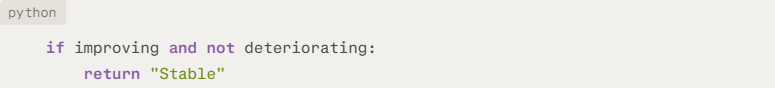 python
if improving and not deteriorating:
return "Stable"